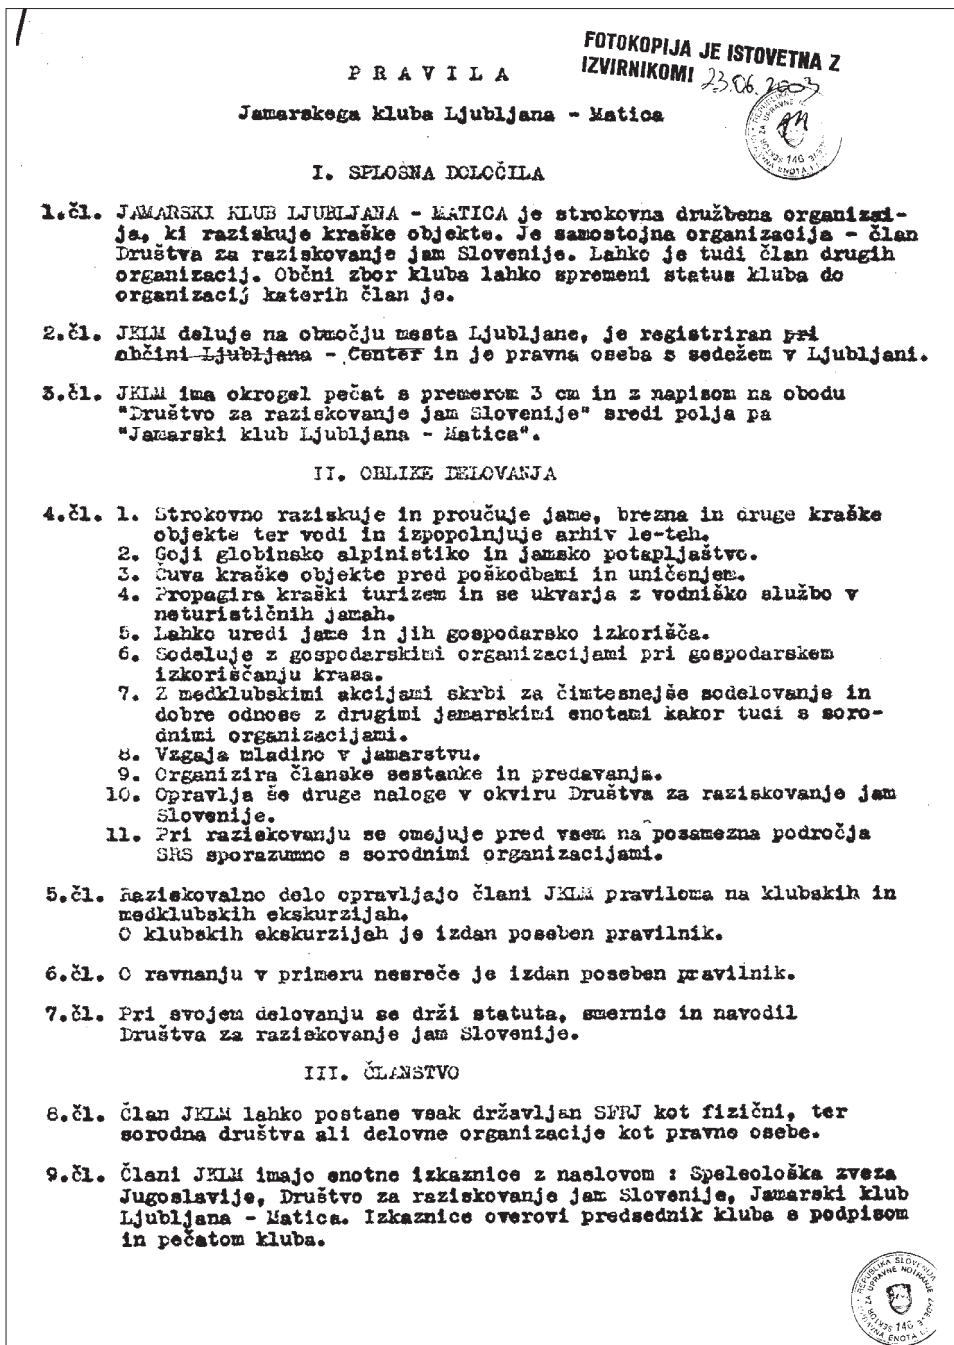 FOTOKOPIJA JE ISTOVETNA Z
IZVIRNIKOM! 23.06.2003
PRAVILA
Jamarskega kluba Ljubljana - Matica
I. SPLOŠNA DOLOČILA
1.čl. JAMARSKI KLUB LJUBLJANA - MATICA je strokovna družbena organizai-
ja, ki raziskuje kraške objekte. Je samostojna organizacija - član
Društva za raziskovanje jam Slovenije. Lahko je tudi član drugih
organizacij. Občni zbor kluba lahko spremeni status kluba do
organizacij katerih član je.
2.čl. JKLM deluje na območju mesta Ljubljane, je registriran pri
občini Ljubljana - Center in je pravna oseba s sedežem v Ljubljani.
3.čl. JKLM ima okrogel pečat s premerom 3 cm in z napisom na obodu
"Društvo za raziskovanje jam Slovenije" sredi polja pa
"Jamarski klub Ljubljana - Matica".
II. OBLIKE DELOVANJA
4.čl. 1. Strokovno raziskuje in proučuje jame, brezna in druge kraške
objekte ter vodi in izpopolnjuje arhiv le-teh.
2. Goji globinsko alpinistiko in jamsko potapljaštvo.
3. Čuva kraške objekte pred poškodbami in uničenjem.
4. Propagira kraški turizem in se ukvarja z vodniško službo v
neturističnih jamah.
5. Lahko uredi jame in jih gospodarsko izkorišča.
6. Sodeluje z gospodarskimi organizacijami pri gospodarskem
izkoriščanju krasa.
7. Z medklubskimi akcijami skrbi za čimtesnejše sodelovanje in
dobre odnose z drugimi jamarskimi enotami kakor tudi s soro-
dnimi organizacijami.
8. Vzgaja mladino v jamarstvu.
9. Organizira članske sestanke in predavanja.
10. Opravlja še druge naloge v okviru Društva za raziskovanje jam
Slovenije.
11. Pri raziskovanju se omejuje pred vsem na posamezna področja
SRS sporazumno s sorodnimi organizacijami.
5.čl. Raziskovalno delo opravljajo člani JKLM praviloma na klubskih in
medklubskih ekskurzijah.
O klubskih ekskurzijah je izdan poseben pravilnik.
6.čl. O ravnanju v primeru nesreče je izdan poseben pravilnik.
7.čl. Pri svojem delovanju se drži statuta, smernic in navodil
Društva za raziskovanje jam Slovenije.
III. ČLANSTVO
8.čl. Član JKLM lahko postane vsak državljan SFRJ kot fizični, ter
sorodna društva ali delovne organizacije kot pravne osebe.
9.čl. Člani JKLM imajo enotne izkaznice z naslovom : Speleološka zveza
Jugoslavije, Društvo za raziskovanje jam Slovenije, Jamarski klub
Ljubljana - Matica. Izkaznice overovi predsednik kluba s podpisom
in pečatom kluba.
REPUBLIKA SLOVENIJA
UPRAVNE NOTRANJE
SEKTOR ZA
146
UPRAVNA ENOTA